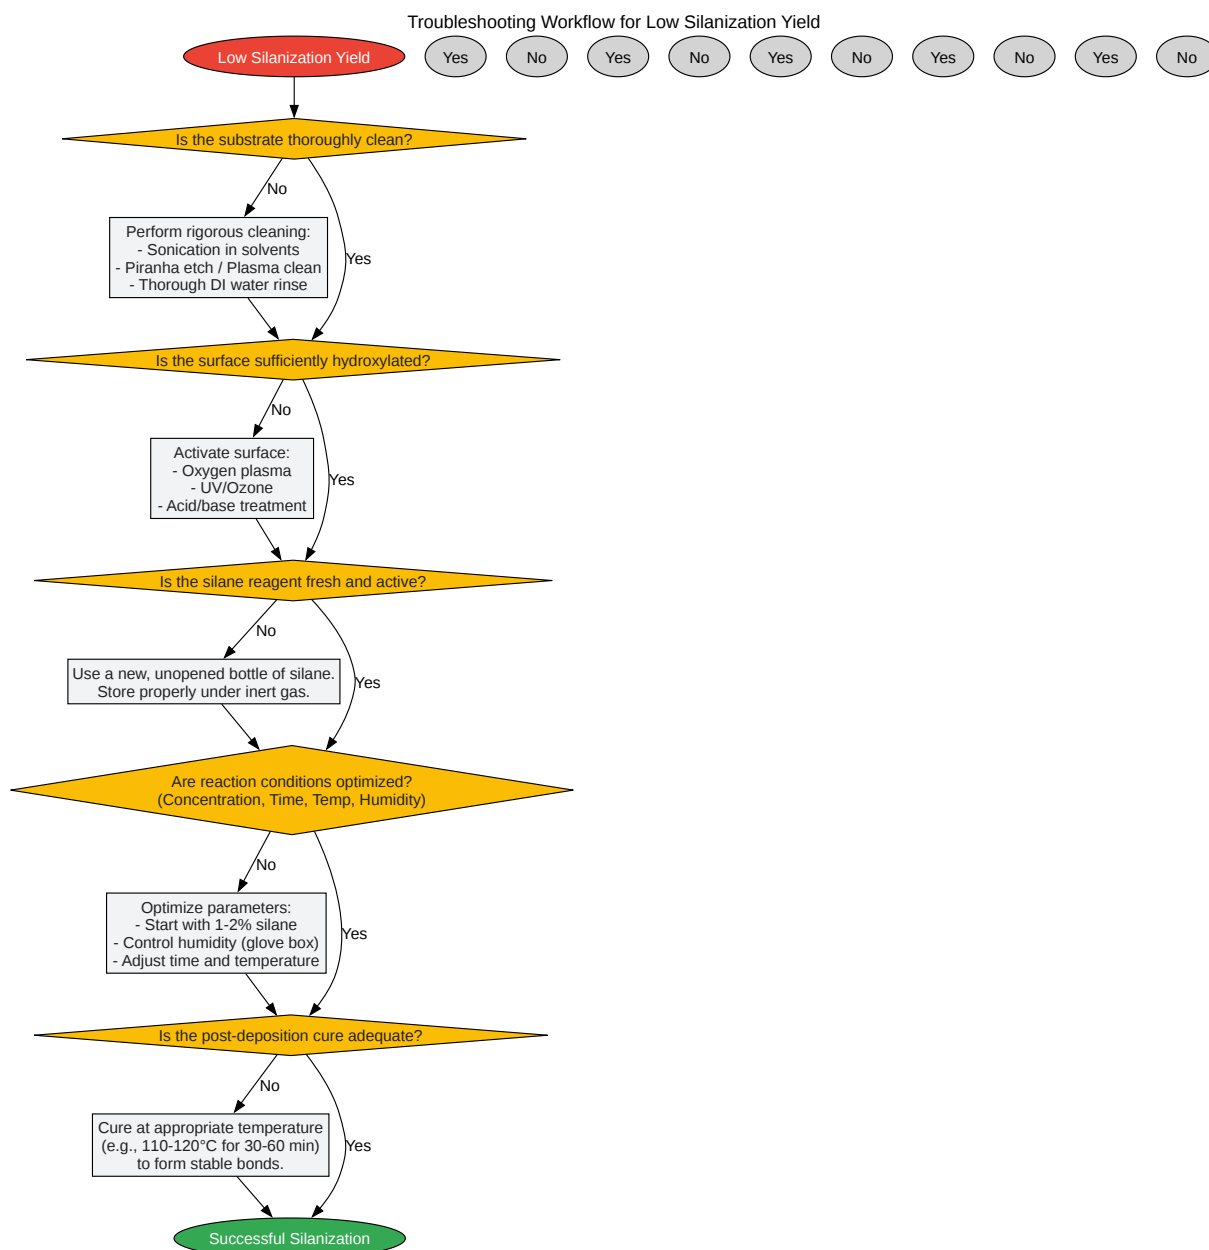 Troubleshooting Workflow for Low Silanization Yield
Low Silanization Yield
Yes
No
Yes
No
Yes
No
Yes
No
Yes
No
Is the substrate thoroughly clean?
No
Perform rigorous cleaning:
- Sonication in solvents
- Piranha etch / Plasma clean
- Thorough DI water rinse
Yes
Is the surface sufficiently hydroxylated?
No
Activate surface:
- Oxygen plasma
- UV/Ozone
- Acid/base treatment
Yes
Is the silane reagent fresh and active?
No
Use a new, unopened bottle of silane.
Store properly under inert gas.
Yes
Are reaction conditions optimized?
(Concentration, Time, Temp, Humidity)
No
Optimize parameters:
- Start with 1-2% silane
- Control humidity (glove box)
- Adjust time and temperature
Yes
Is the post-deposition cure adequate?
No
Cure at appropriate temperature
(e.g., 110-120°C for 30-60 min)
to form stable bonds.
Yes
Successful Silanization